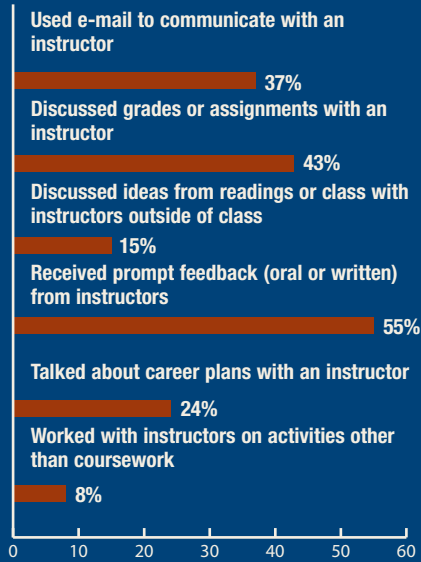 Used e-mail to communicate with an
instructor
37%
Discussed grades or assignments with an
instructor
43%
Discussed ideas from readings or class with
instructors outside of class
15%
Received prompt feedback (oral or written)
from instructors
55%
Talked about career plans with an instructor
24%
Worked with instructors on activities other
than coursework
8%
0 10 20 30 40 50 60